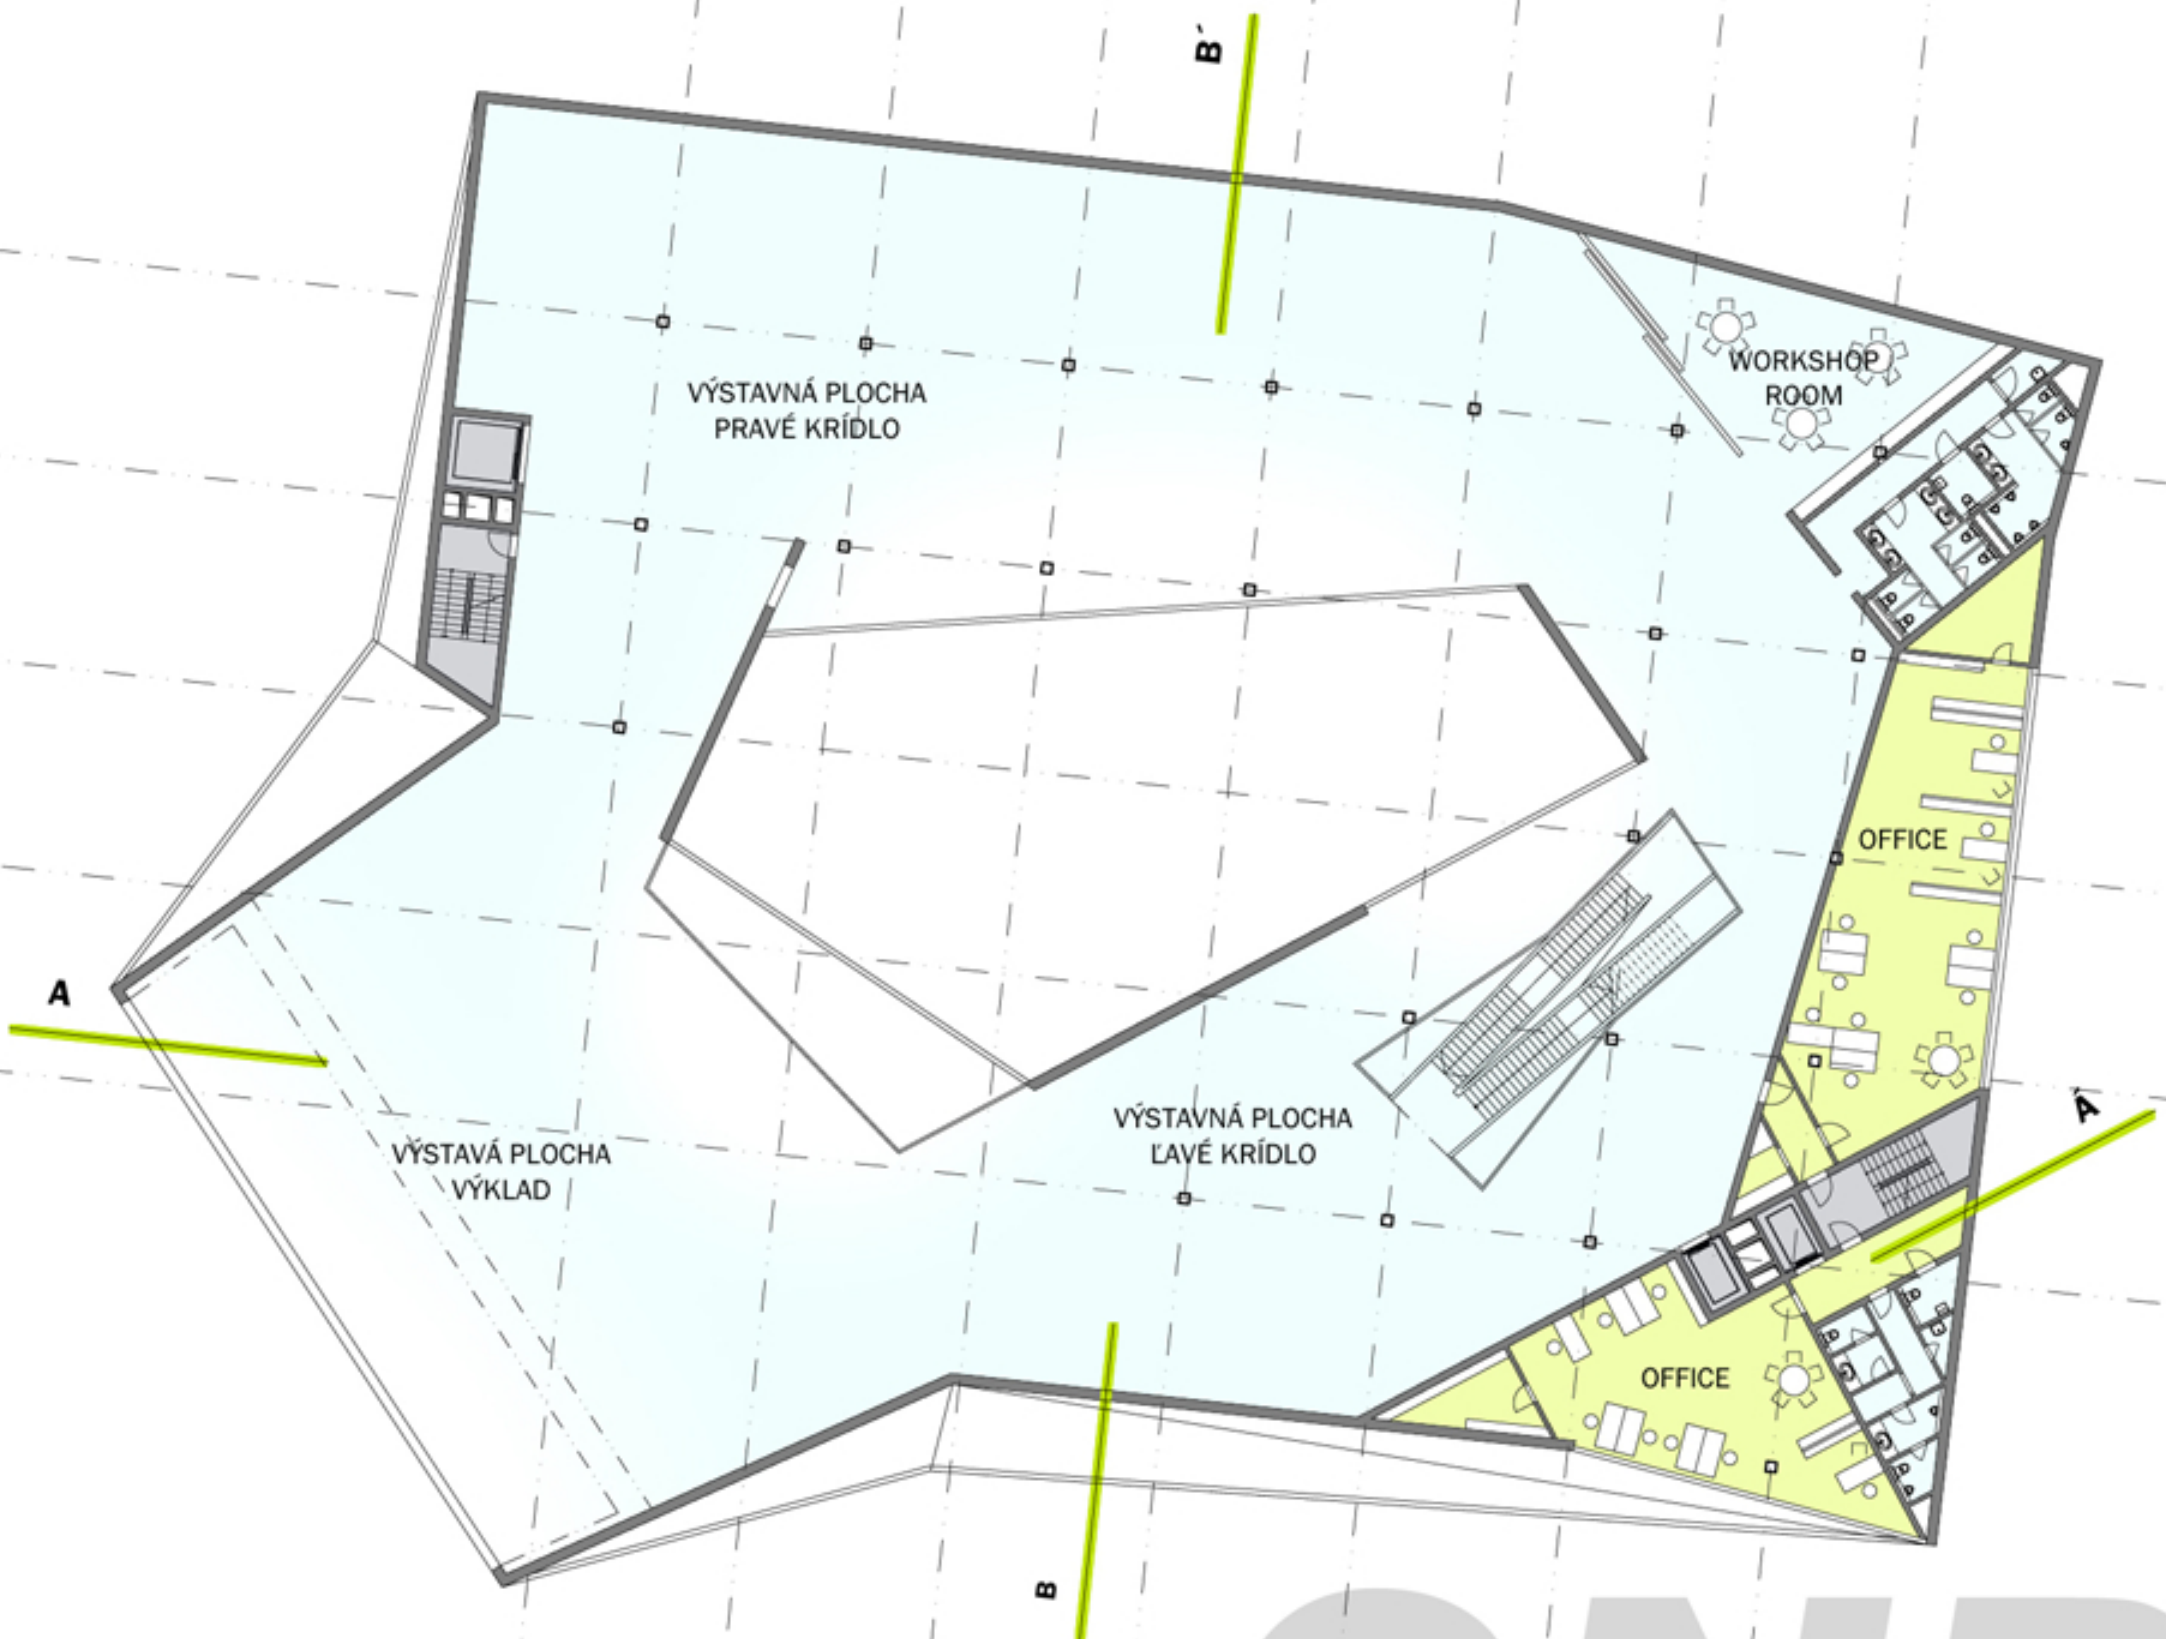 B´
VÝSTAVNÁ PLOCHA
PRAVÉ KRÍDLO
WORKSHOP
ROOM
OFFICE
A
A´
VÝSTAVNÁ PLOCHA
ĽAVÉ KRÍDLO
VÝSTAVÁ PLOCHA
VÝKLAD
OFFICE
B